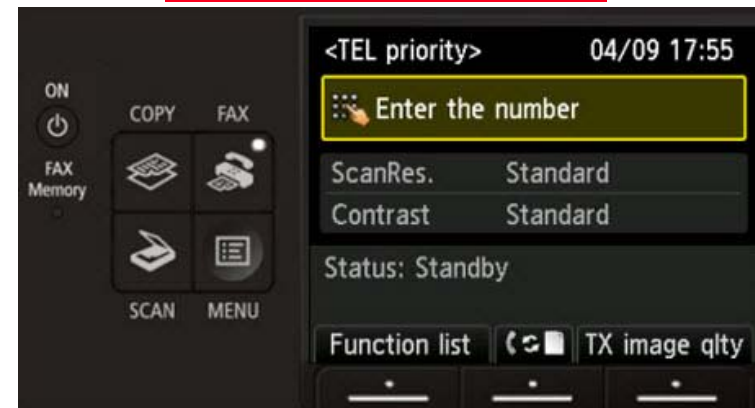 ON
COPY FAX
FAX
Memory
SCAN MENU
<TEL priority> 04/09 17:55
Enter the number
ScanRes. Standard
Contrast Standard
Status: Standby
Function list TX image qlty